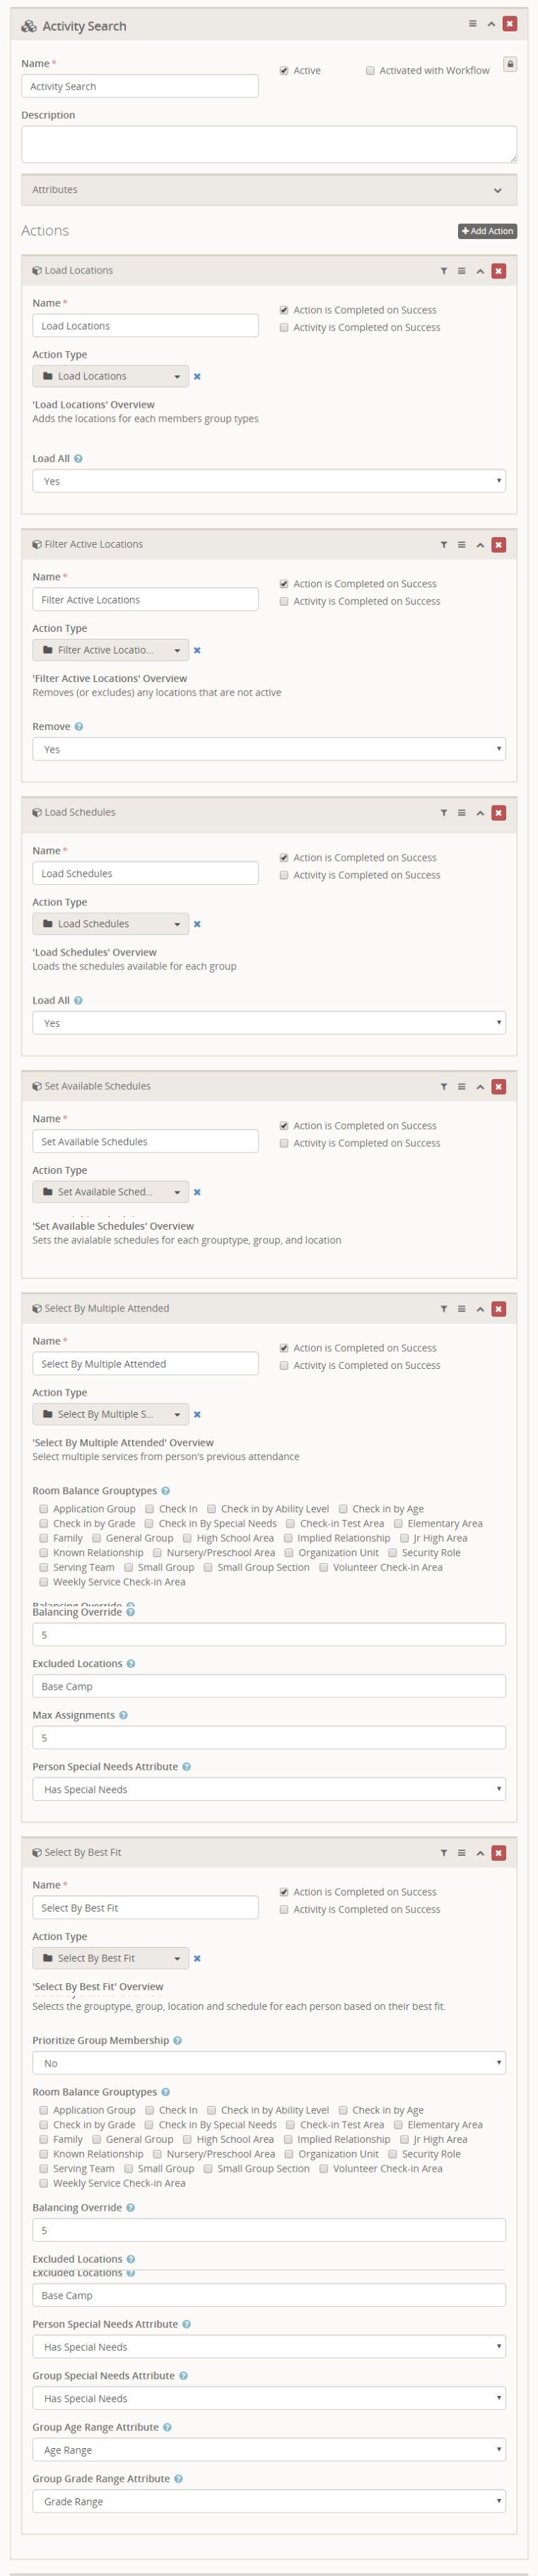 Activity Search
Name *
Active
Activated with Workflow
Activity Search
Description
Attributes
Actions
+ Add Action
Load Locations
Name *
Action is Completed on Success
Load Locations
Activity is Completed on Success
Action Type
Load Locations
'Load Locations' Overview
Adds the locations for each members group types
Load All
Yes
Filter Active Locations
Name *
Action is Completed on Success
Filter Active Locations
Activity is Completed on Success
Action Type
Filter Active Locatio...
'Filter Active Locations' Overview
Removes (or excludes) any locations that are not active
Remove
Yes
Load Schedules
Name *
Action is Completed on Success
Load Schedules
Activity is Completed on Success
Action Type
Load Schedules
'Load Schedules' Overview
Loads the schedules available for each group
Load All
Yes
Set Available Schedules
Name *
Action is Completed on Success
Set Available Schedules
Activity is Completed on Success
Action Type
Set Available Sched...
'Set Available Schedules' Overview
Sets the avialable schedules for each grouptype, group, and location
Select By Multiple Attended
Name *
Action is Completed on Success
Select By Multiple Attended
Activity is Completed on Success
Action Type
Select By Multiple S...
'Select By Multiple Attended' Overview
Select multiple services from person's previous attendance
Room Balance Grouptypes
Application Group Check In Check in by Ability Level Check in by Age
Check in by Grade Check in By Special Needs Check-in Test Area Elementary Area
Family General Group High School Area Implied Relationship Jr High Area
Known Relationship Nursery/Preschool Area Organization Unit Security Role
Serving Team Small Group Small Group Section Volunteer Check-in Area
Weekly Service Check-in Area
Balancing Override
Balancing Override
5
Excluded Locations
Base Camp
Max Assignments
5
Person Special Needs Attribute
Has Special Needs
Select By Best Fit
Name *
Action is Completed on Success
Select By Best Fit
Activity is Completed on Success
Action Type
Select By Best Fit
'Select By Best Fit' Overview
Selects the grouptype, group, location and schedule for each person based on their best fit.
Prioritize Group Membership
No
Room Balance Grouptypes
Application Group Check In Check in by Ability Level Check in by Age
Check in by Grade Check in By Special Needs Check-in Test Area Elementary Area
Family General Group High School Area Implied Relationship Jr High Area
Known Relationship Nursery/Preschool Area Organization Unit Security Role
Serving Team Small Group Small Group Section Volunteer Check-in Area
Weekly Service Check-in Area
Balancing Override
5
Excluded Locations
Excluded Locations
Base Camp
Person Special Needs Attribute
Has Special Needs
Group Special Needs Attribute
Has Special Needs
Group Age Range Attribute
Age Range
Group Grade Range Attribute
Grade Range